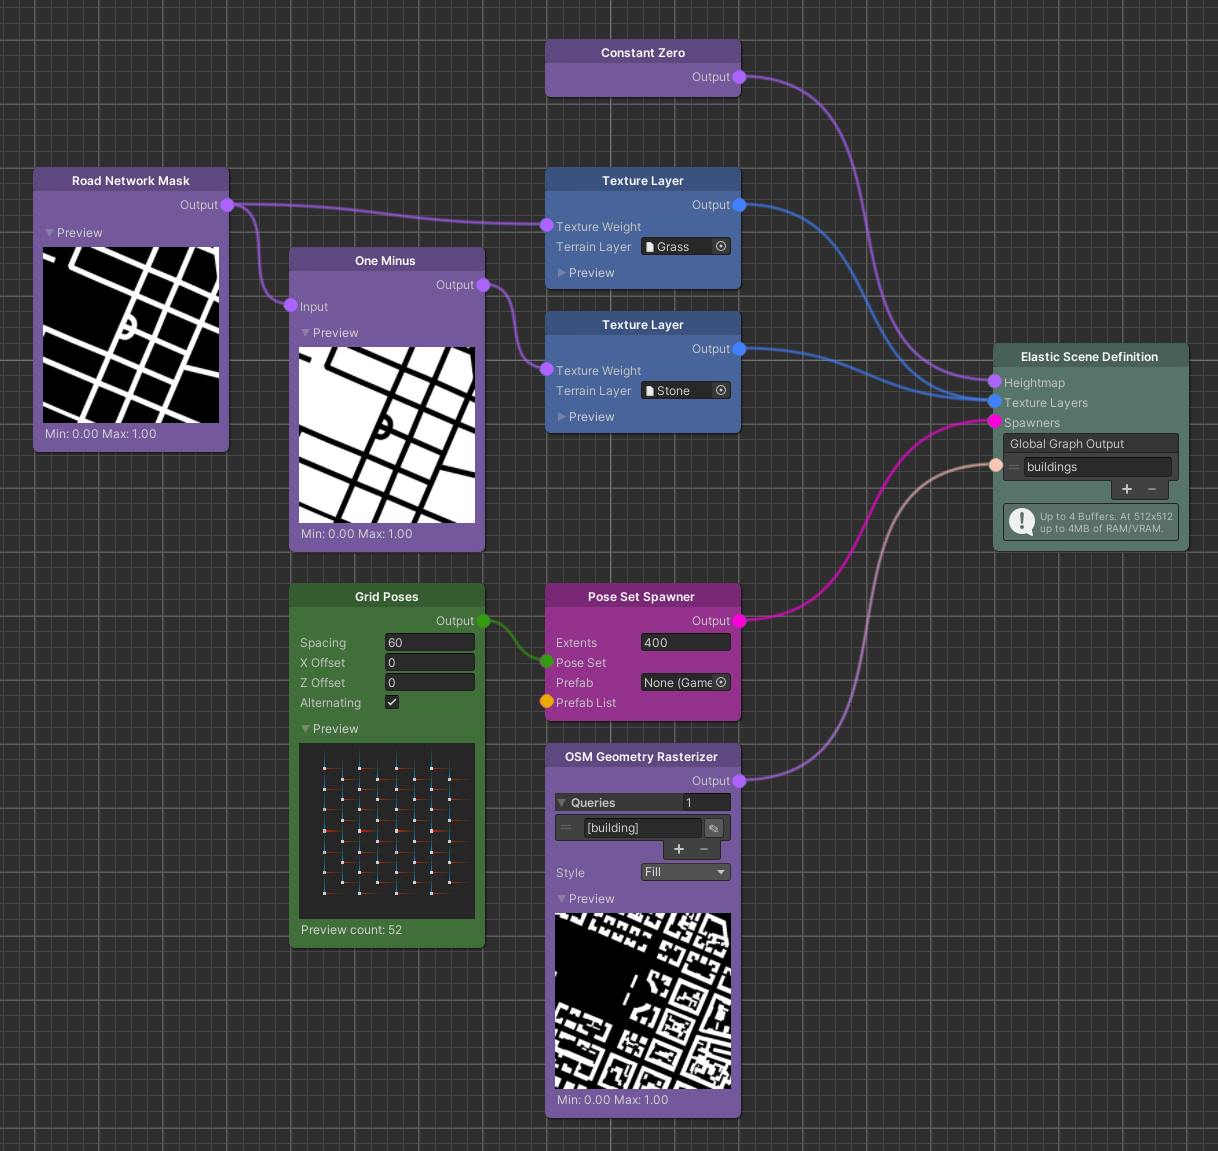 Constant Zero
Output
Road Network Mask
Output
Preview
Min: 0.00 Max: 1.00
One Minus
Output
Input
Preview
Min: 0.00 Max: 1.00
Texture Layer
Output
Texture Weight
Terrain Layer Grass
Preview
Texture Layer
Output
Texture Weight
Terrain Layer Stone
Preview
Elastic Scene Definition
Heightmap
Texture Layers
Spawners
Global Graph Output
buildings
Up to 4 Buffers. At 512x512
up to 4MB of RAM/VRAM.
Grid Poses
Output
Spacing 60
X Offset 0
Z Offset 0
Alternating
Preview
Preview count: 52
Pose Set Spawner
Output
Extents 400
Pose Set
Prefab None (Game
Prefab List
OSM Geometry Rasterizer
Output
Queries 1
[building]
Style Fill
Preview
Min: 0.00 Max: 1.00